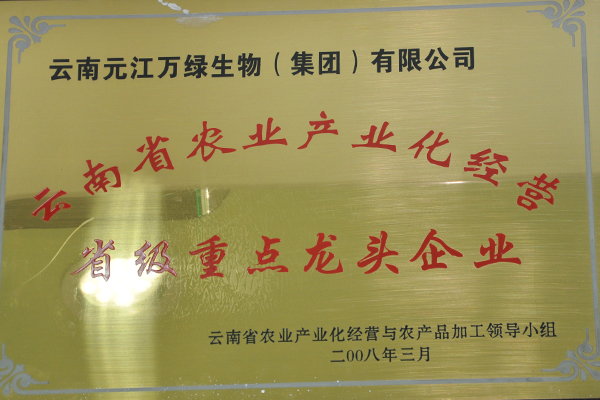 云南元江万绿生物（集团）有限公司
云南省农业产业化经营
省级重点龙头企业
云南省农业产业化经营与农产品加工领导小组
二00八年三月